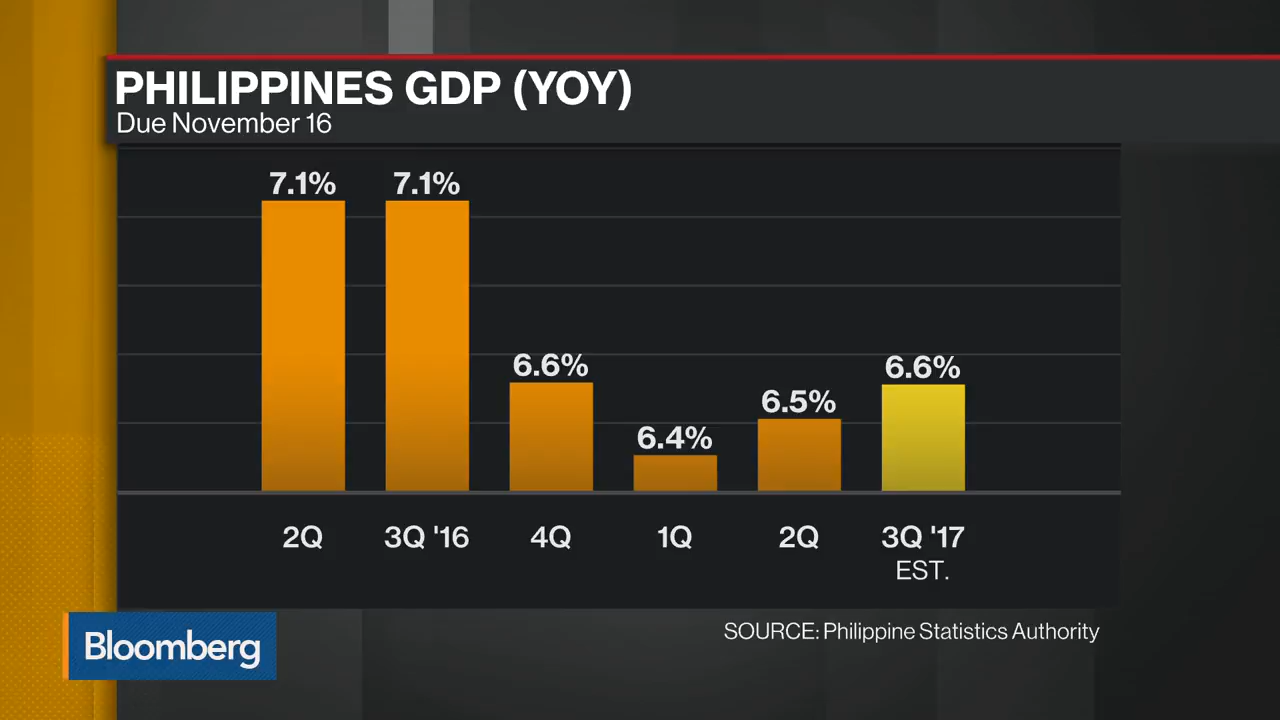 PHILIPPINES GDP (YOY)
Due November 16
7.1%
7.1%
6.6%
6.4%
6.5%
6.6%
2Q
3Q '16
4Q
1Q
2Q
3Q '17
EST.
SOURCE: Philippine Statistics Authority
Bloomberg